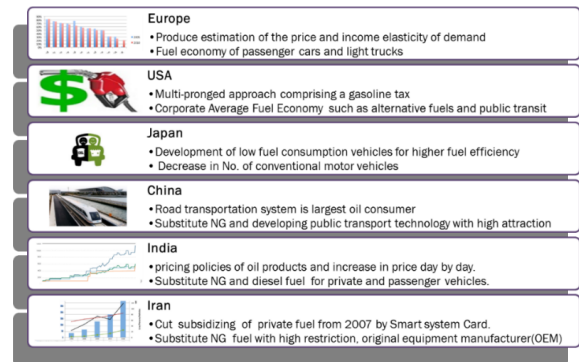 Europe
•Produce estimation of the price and income elasticity of demand
•Fuel economy of passenger cars and light trucks
USA
•Multi-pronged approach comprising a gasoline tax
•Corporate Average Fuel Economy such as alternative fuels and public transit
Japan
•Development of low fuel consumption vehicles for higher fuel efficiency
• Decrease in No. of conventional motor vehicles
China
•Road transportation system is largest oil consumer
•Substitute NG and developing public transport technology with high attraction
India
•pricing policies of oil products and increase in price day by day.
•Substitute NG and diesel fuel for private and passenger vehicles.
Iran
•Cut subsidizing of private fuel from 2007 by Smart system Card.
•Substitute NG fuel with high restriction, original equipment manufacturer(OEM)